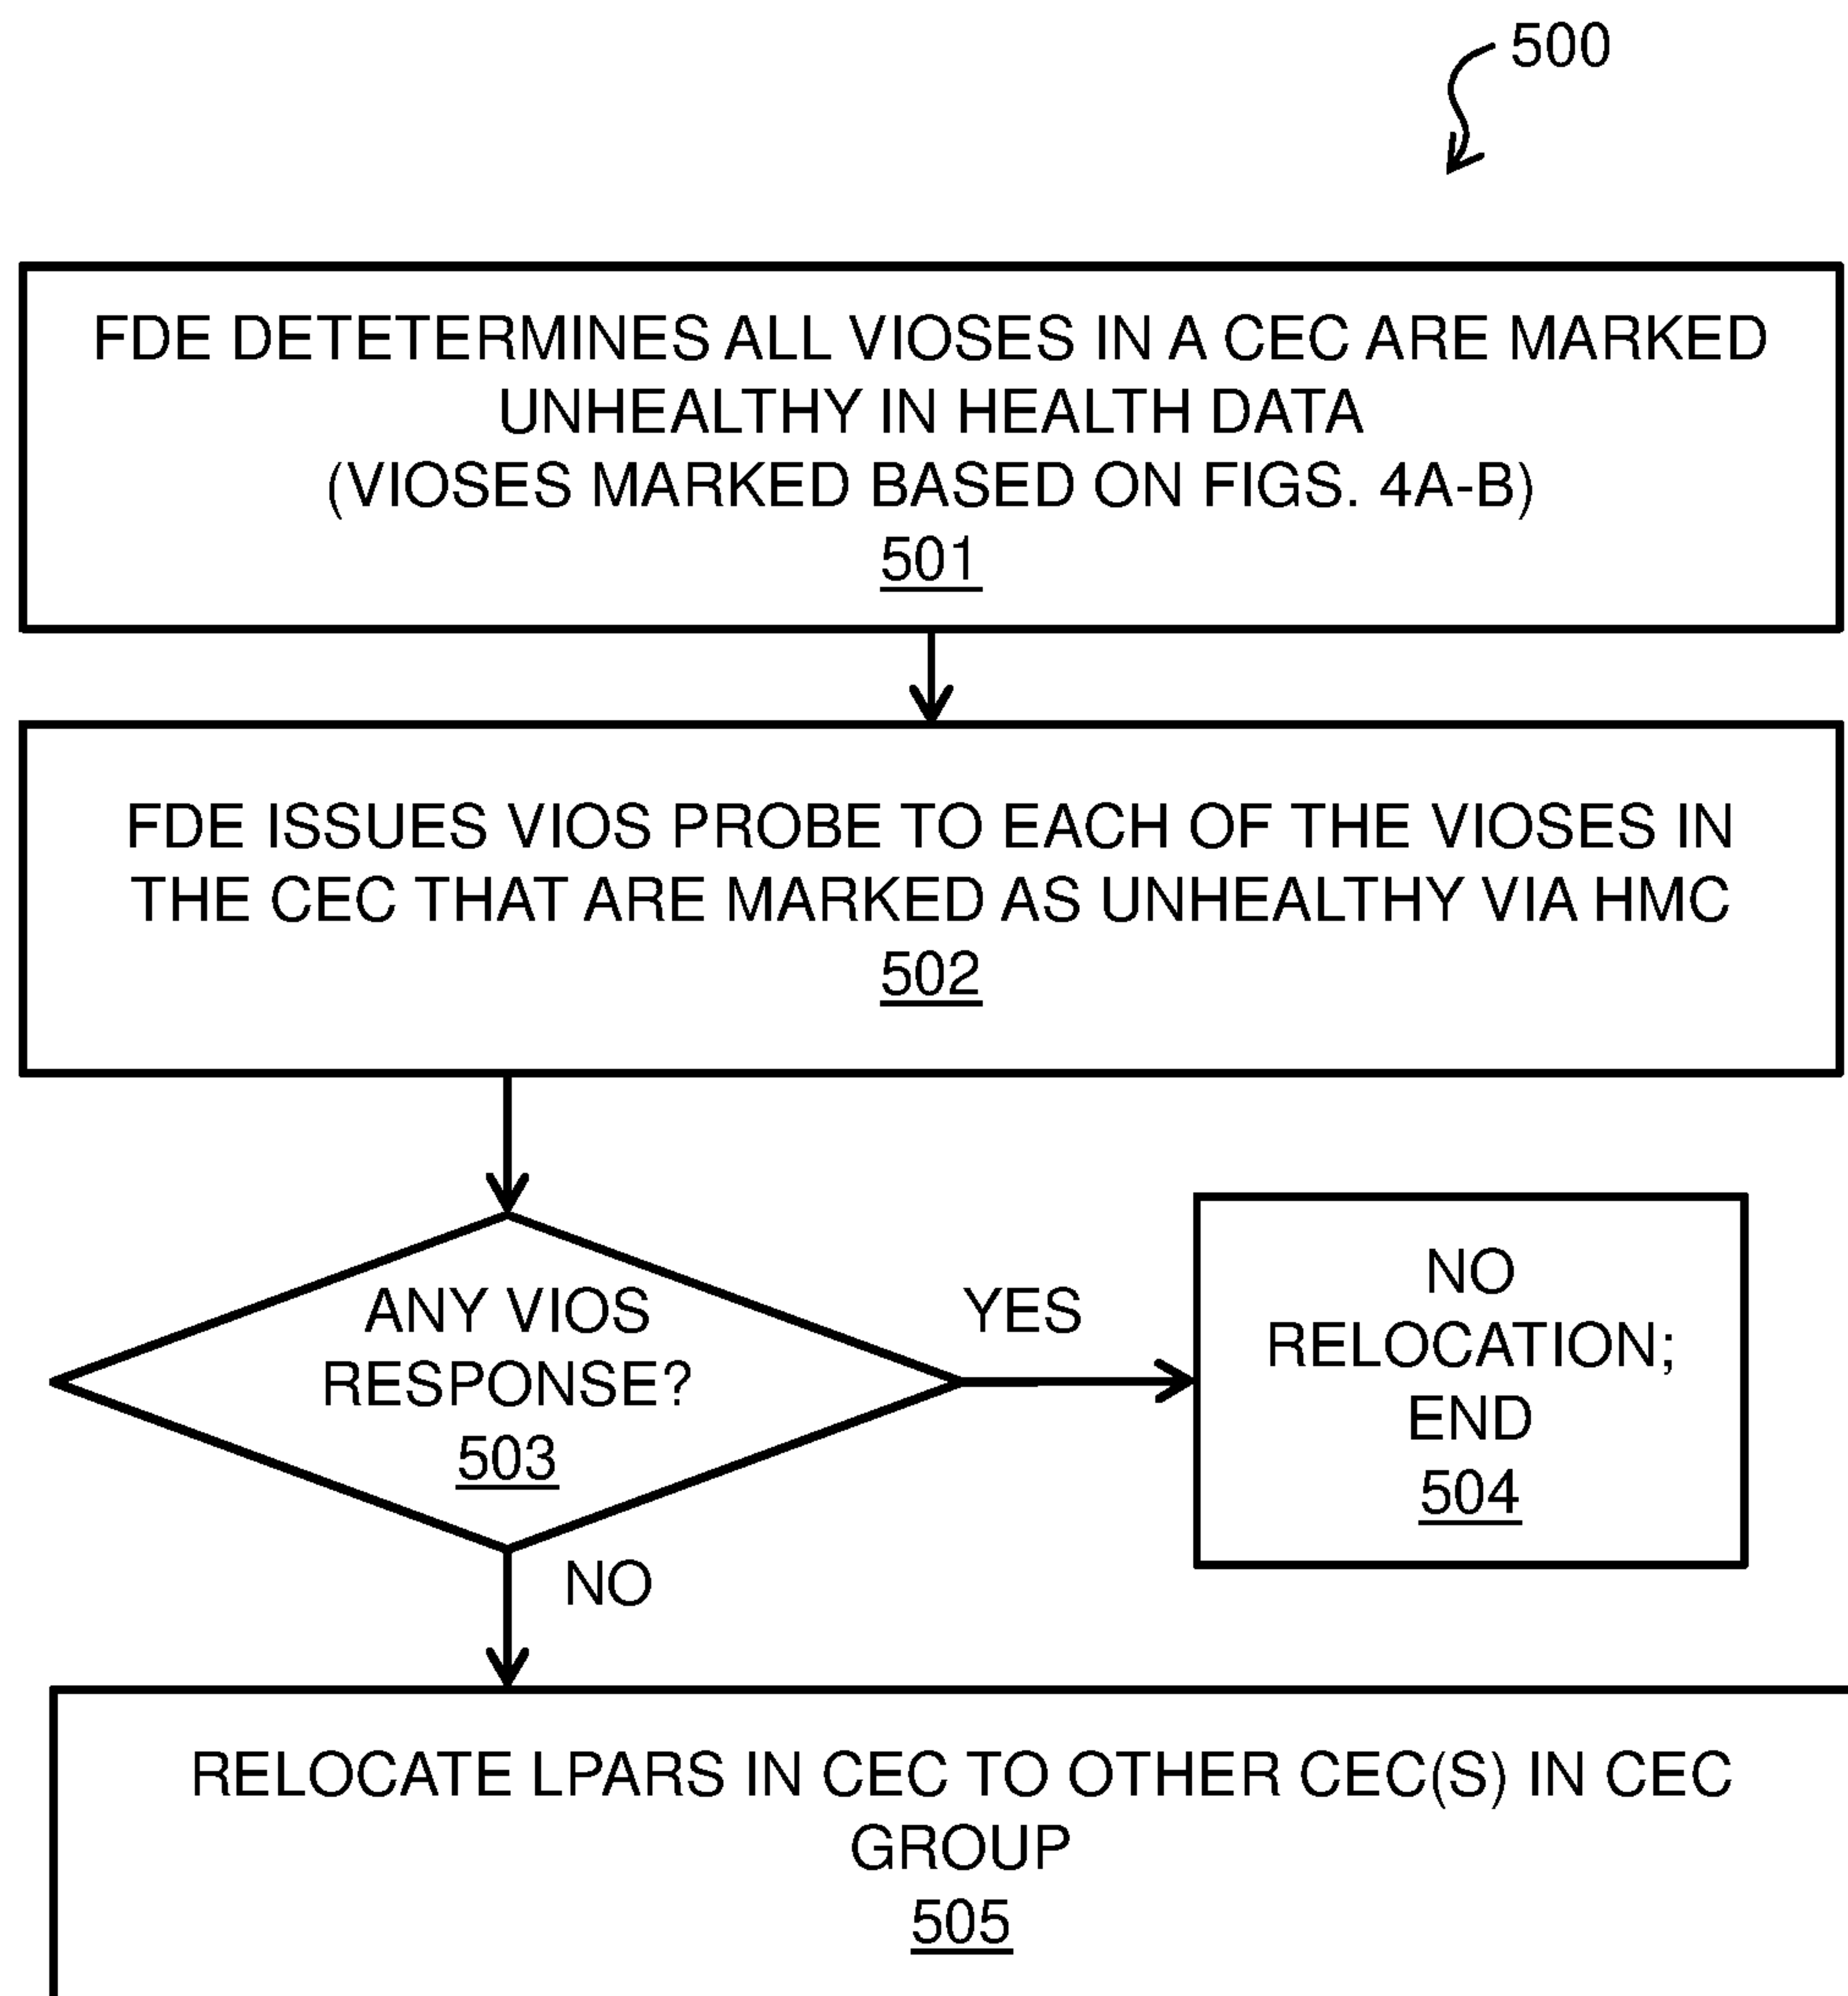 500
FDE DETETERMINES ALL VIOSES IN A CEC ARE MARKED
UNHEALTHY IN HEALTH DATA
(VIOSES MARKED BASED ON FIGS. 4A-B)
501
FDE ISSUES VIOS PROBE TO EACH OF THE VIOSES IN
THE CEC THAT ARE MARKED AS UNHEALTHY VIA HMC
502
ANY VIOS
RESPONSE?
503
YES
NO
RELOCATION;
END
504
NO
RELOCATE LPARS IN CEC TO OTHER CEC(S) IN CEC
GROUP
505